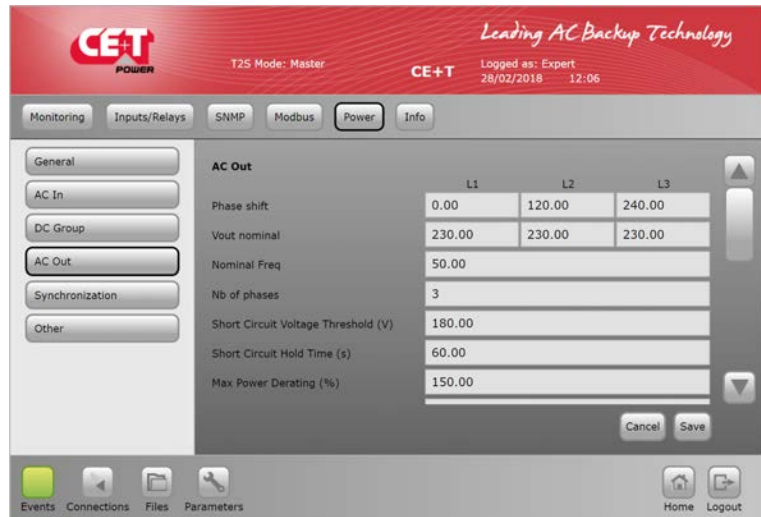 CE+T
POWER
Leading AC Backup Technology
T2S Mode: Master
CE+T
Logged as: Expert
28/02/2018 12:06
Monitoring Inputs/Relays SNMP Modbus Power Info
General
AC In
DC Group
AC Out
Synchronization
Other
AC Out
L1 L2 L3
Phase shift 0.00 120.00 240.00
Vout nominal 230.00 230.00 230.00
Nominal Freq 50.00
Nb of phases 3
Short Circuit Voltage Threshold (V) 180.00
Short Circuit Hold Time (s) 60.00
Max Power Derating (%) 150.00
Cancel Save
Events Connections Files Parameters Home Logout